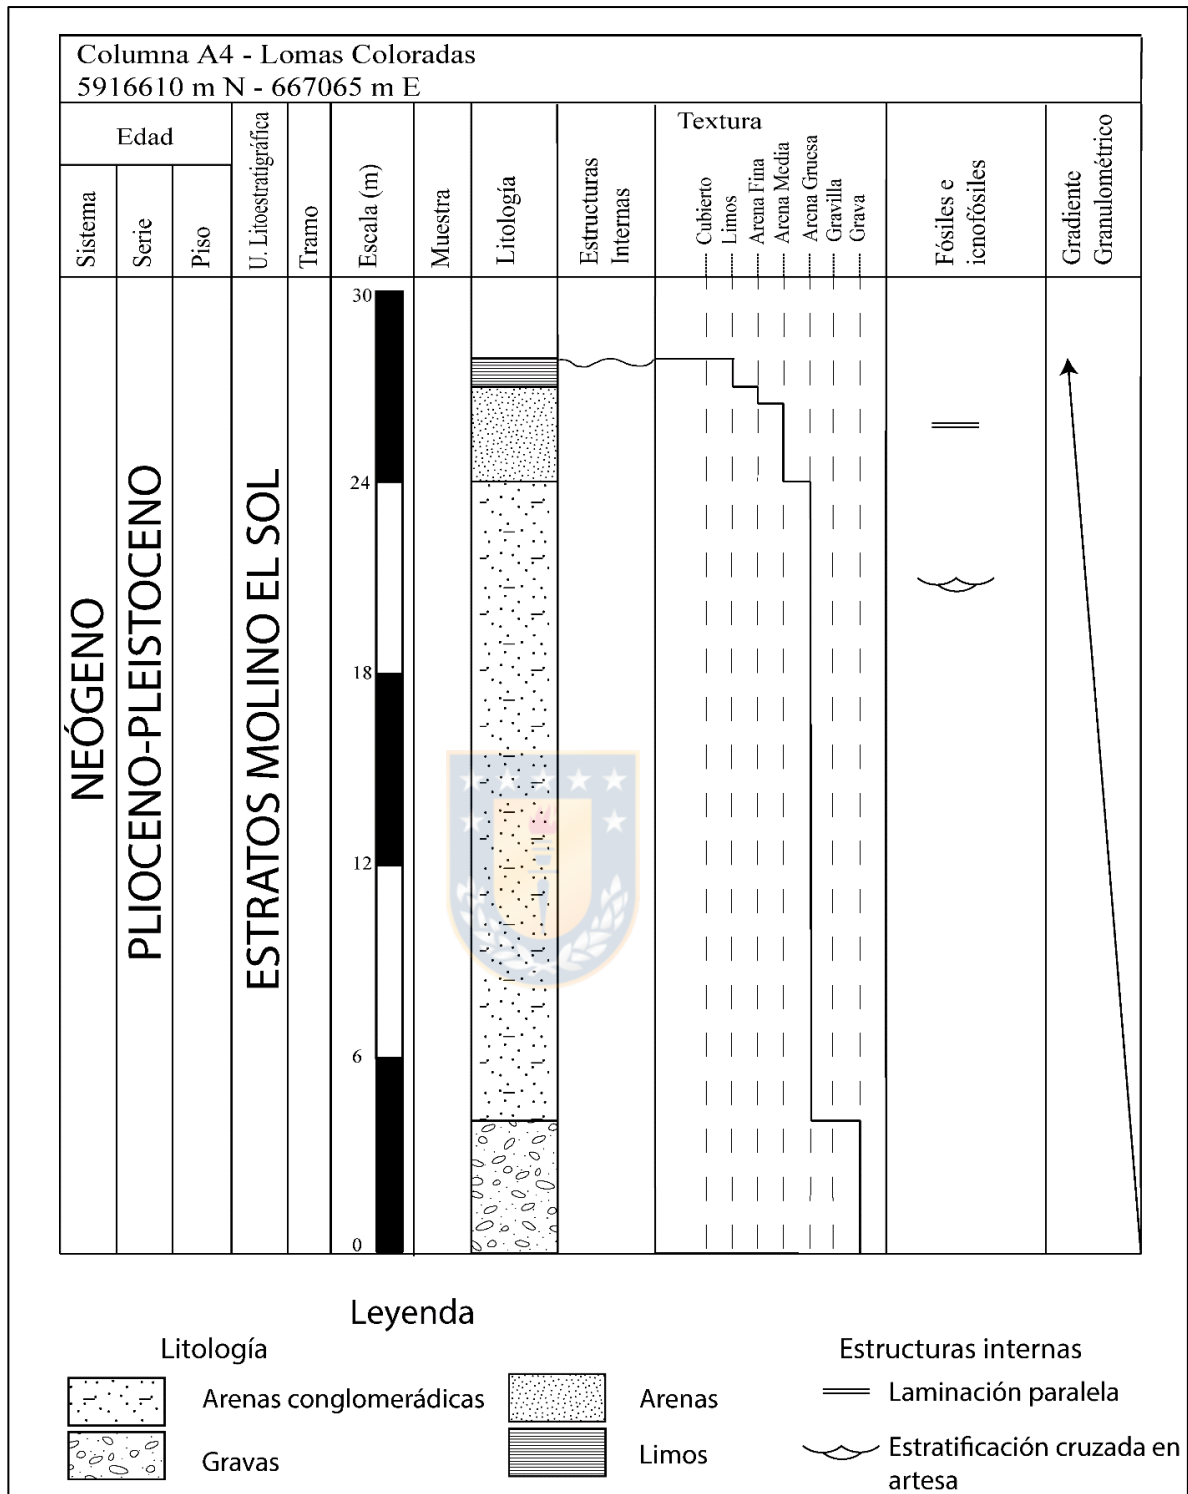 Columna A4 - Lomas Coloradas
5916610 m N - 667065 m E
Edad
Sistema
Serie
Piso
U. Litoestratigráfica
Tramo
Escala (m)
Muestra
Litología
Estructuras
Internas
Textura
Cubierto
Limos
Arena Fina
Arena Media
Arena Gruesa
Gravilla
Grava
Fósiles e
icnofósiles
Gradiente
Granulométrico
NEÓGENO
PLIOCENO-PLEISTOCENO
ESTRATOS MOLINO EL SOL
30
24
18
12
6
0
Leyenda
Litología
Arenas conglomerádicas
Gravas
Arenas
Limos
Estructuras internas
Laminación paralela
Estratificación cruzada en
artesa